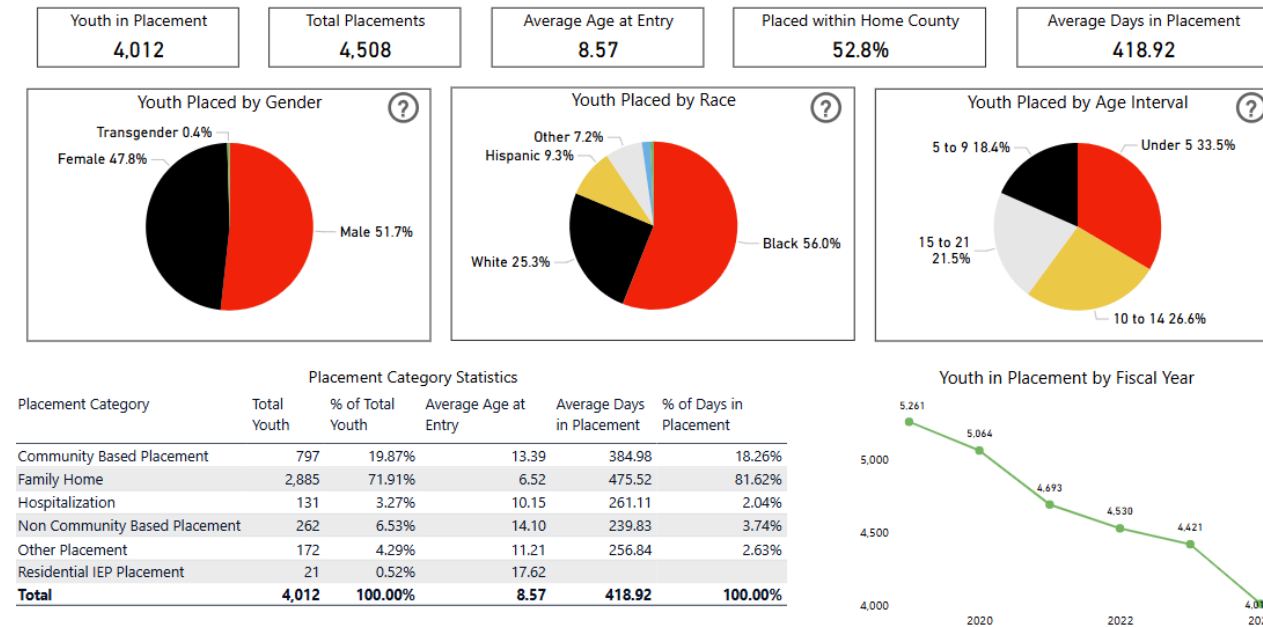 Youth in Placement
4,012
Total Placements
4,508
Average Age at Entry
8.57
Placed within Home County
52.8%
Average Days in Placement
418.92
Youth Placed by Gender
?
Transgender 0.4%
Female 47.8%
Male 51.7%
Youth Placed by Race
?
Other 7.2%
Hispanic 9.3%
White 25.3%
Black 56.0%
Youth Placed by Age Interval
?
5 to 9 18.4%
Under 5 33.5%
15 to 21
21.5%
10 to 14 26.6%
Placement Category Statistics
Placement Category Total % of Total Average Age at Average Days % of Days in
Youth Youth Entry in Placement Placement
Community Based Placement 797 19.87% 13.39 384.98 18.26%
Family Home 2,885 71.91% 6.52 475.52 81.62%
Hospitalization 131 3.27% 10.15 261.11 2.04%
Non Community Based Placement 262 6.53% 14.10 239.83 3.74%
Other Placement 172 4.29% 11.21 256.84 2.63%
Residential IEP Placement 21 0.52% 17.62
Total 4,012 100.00% 8.57 418.92 100.00%
Youth in Placement by Fiscal Year
5,261
5,064
5,000
4,693
4,530
4,500
4,421
4,000
2020 2022